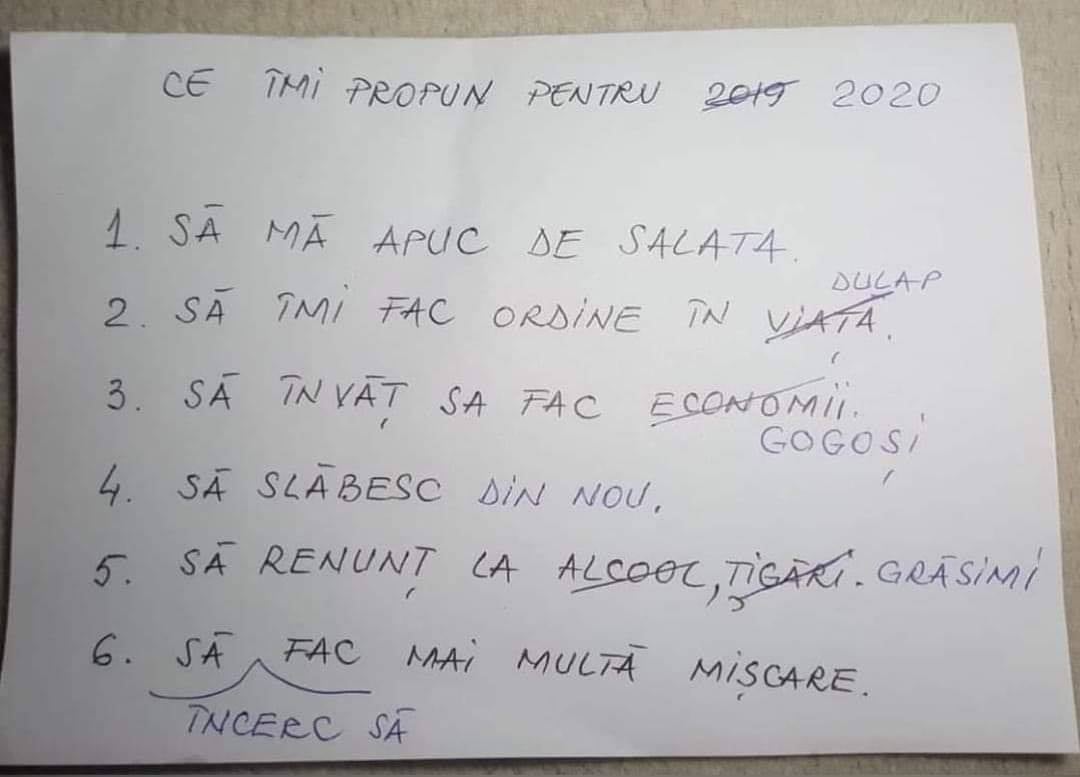 CE ÎMI PROPUN PENTRU 2019 2020
1. SĂ MĂ APUC DE SALATA.
DULAP
2. SĂ ÎMI FAC ORDINE ÎN VIAȚA.
3. SĂ ÎNVĂȚ SA FAC ECONOMII.
GOGOȘI
4. SĂ SLĂBESC DIN NOU.
5. SĂ RENUNȚ LA ALCOOL, ȚIGĂRI. GRĂSIMI
6. SĂ FAC MAI MULTĂ MIȘCARE.
ÎNCERC SĂ